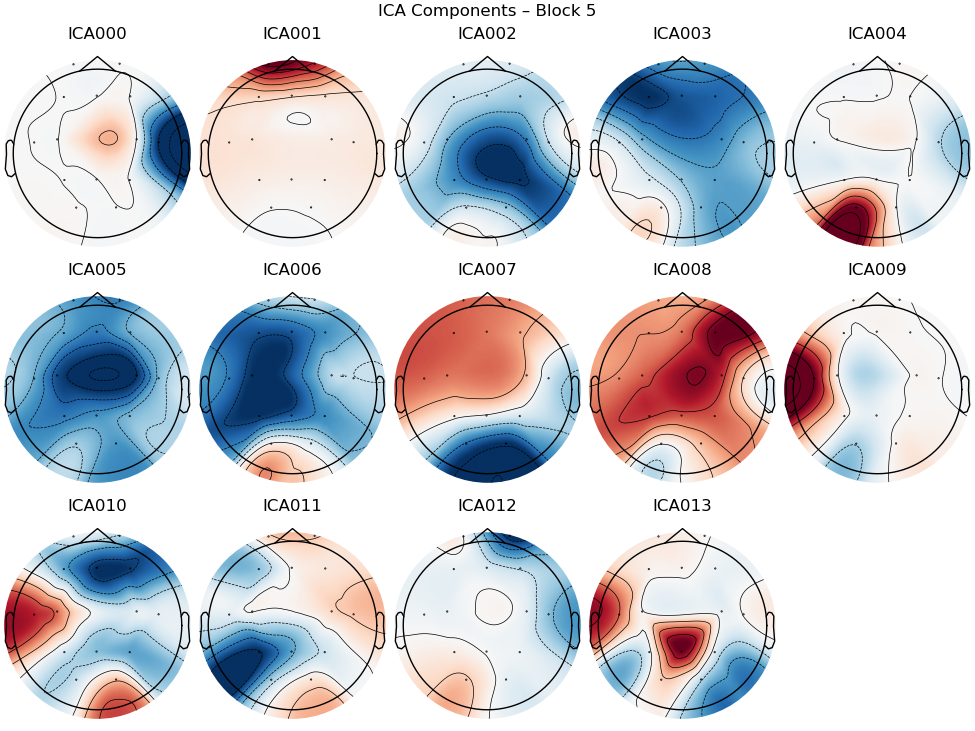 ICA Components – Block 5
ICA000 ICA001 ICA002 ICA003 ICA004
ICA005 ICA006 ICA007 ICA008 ICA009
ICA010 ICA011 ICA012 ICA013